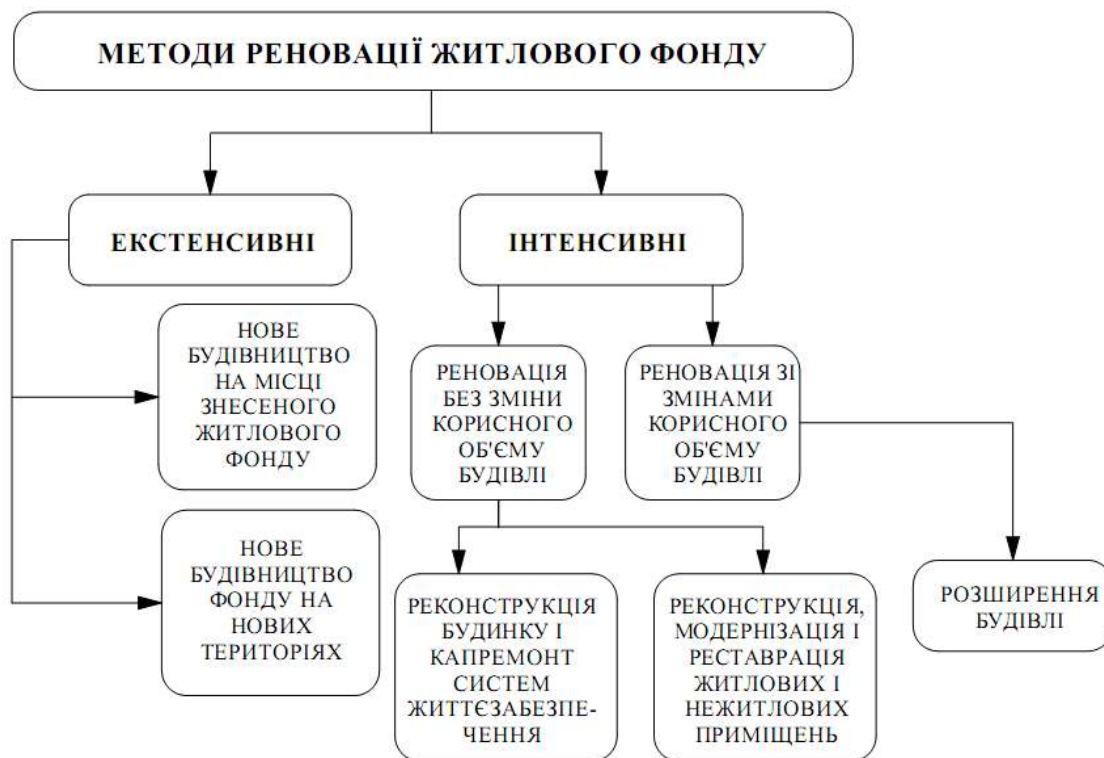 МЕТОДИ РЕНОВАЦІЇ ЖИТЛОВОГО ФОНДУ
ЕКСТЕНСИВНІ
ІНТЕНСИВНІ
НОВЕ
БУДІВНИЦТВО
НА МІСЦІ
ЗНЕСЕНОГО
ЖИТЛОВОГО
ФОНДУ
НОВЕ
БУДІВНИЦТВО
ФОНДУ НА
НОВИХ
ТЕРИТОРІЯХ
РЕНОВАЦІЯ
БЕЗ ЗМІНИ
КОРИСНОГО
ОБ'ЄМУ
БУДІВЛІ
РЕНОВАЦІЯ ЗІ
ЗМІНАМИ
КОРИСНОГО
ОБ'ЄМУ
БУДІВЛІ
РЕКОНСТРУКЦІЯ
БУДИНКУ І
КАПРЕМОНТ
СИСТЕМ
ЖИТТЄЗАБЕЗПЕ-
ЧЕННЯ
РЕКОНСТРУКЦІЯ,
МОДЕРНІЗАЦІЯ І
РЕСТАВРАЦІЯ
ЖИТЛОВИХ І
НЕЖИТЛОВИХ
ПРИМІЩЕНЬ
РОЗШИРЕННЯ
БУДІВЛІ